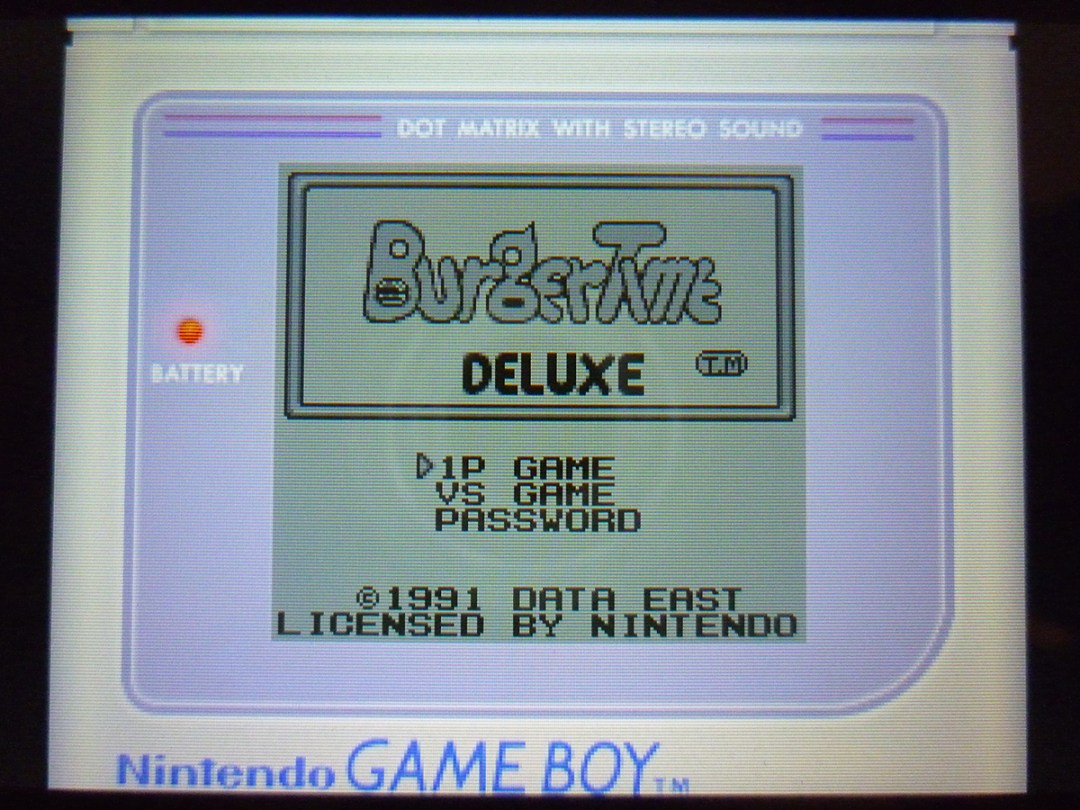 DOT MATRIX WITH STEREO SOUND
BurgerTime
DELUXE T.M
BATTERY
1P GAME
VS GAME
PASSWORD
©1991 DATA EAST
LICENSED BY NINTENDO
Nintendo GAME BOY TM